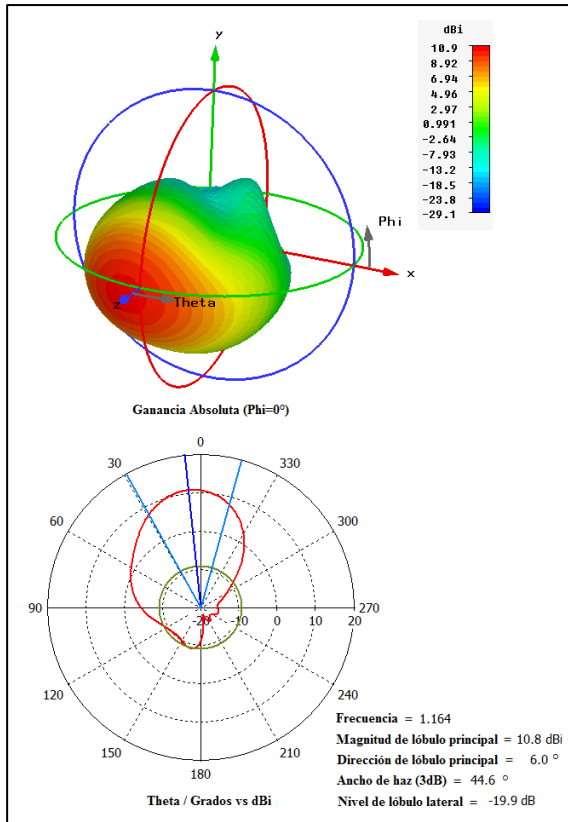 dBi
10.9
8.92
6.94
4.96
2.97
0.991
-2.64
-7.93
-13.2
-18.5
-23.8
-29.1
y
Phi
x
z
Theta
Ganancia Absoluta (Phi=0°)
0
30
330
60
300
90
-20
-10
0
10
20
270
120
240
150
210
180
Theta / Grados vs dBi
Frecuencia = 1.164
Magnitud de lóbulo principal = 10.8 dBi
Dirección de lóbulo principal = 6.0 °
Ancho de haz (3dB) = 44.6 °
Nivel de lóbulo lateral = -19.9 dB